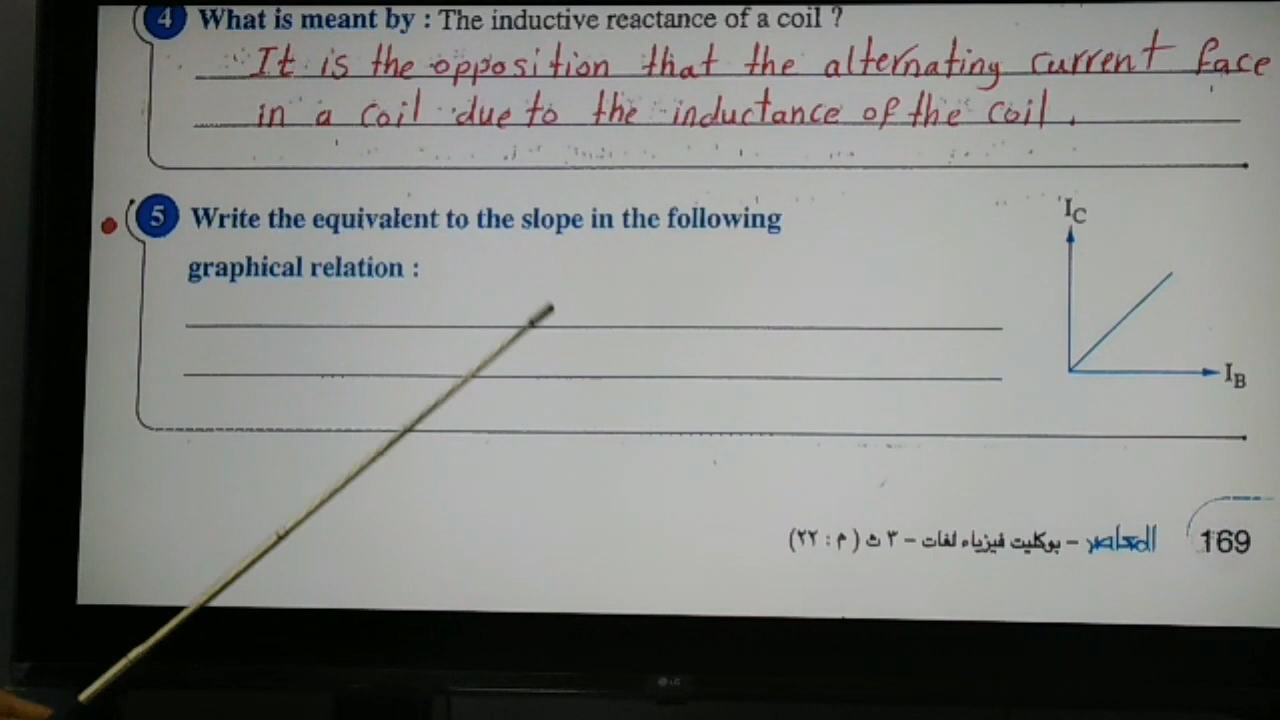 4 What is meant by : The inductive reactance of a coil ?
It is the opposition that the alternating current face
in a coil due to the inductance of the coil.
5 Write the equivalent to the slope in the following
graphical relation :
IC
IB
المعاصر - بوكليت فيزياء لغات - ٣ ث ( م : ٢٢) 169
LG